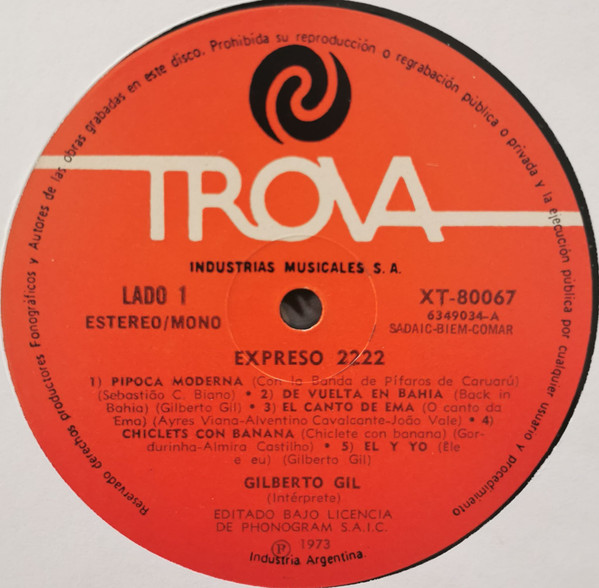 Reservado derechos productores Fonográficos y Autores de las obras grabadas en este disco. Prohibida su reproducción o regrabación pública o privada y la ejecución pública por cualquier usuario y procedimiento
TROVA
INDUSTRIAS MUSICALES S. A.
LADO 1
ESTEREO/MONO
XT-80067
6349034-A
SADAIC-BIEM-COMAR
EXPRESO 2222
1) PIPOCA MODERNA (Con la Banda de Pífaros de Caruarú)
(Sebastião C. Biano) • 2) DE VUELTA EN BAHIA (Back in
Bahia) (Gilberto Gil) • 3) EL CANTO DE EMA (O canto da
Ema) (Ayres Viana-Alventino Cavalcante-João Vale) • 4)
CHICLETS CON BANANA (Chiclete con banana) (Gor-
durinha-Almira Castilho) • 5) EL Y YO (Ele
e eu) (Gilberto Gil)
GILBERTO GIL
(Intérprete)
EDITADO BAJO LICENCIA
DE PHONOGRAM S.A.I.C.
℗ 1973
Industria Argentina.